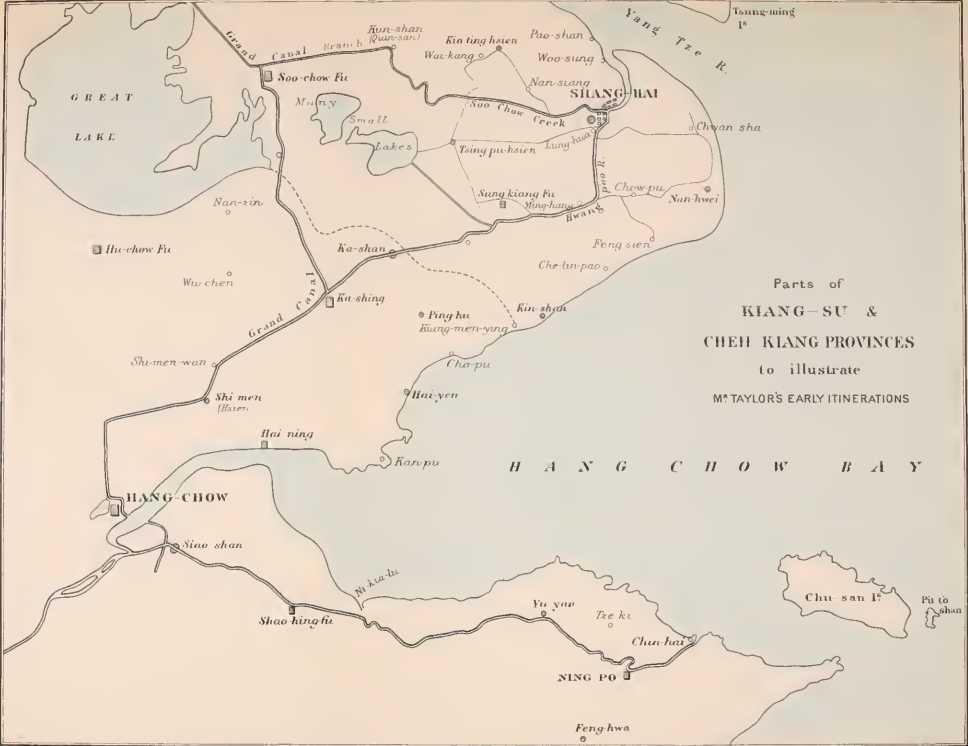 Yang Tze R.
Tsung-ming
Is
Grand Canal Branch
Kun-shan
(Quin-san)
Kia ting hsien
Wai-kang
Pao-shan
Woo-sung
Nan-siang
SHANG-HAI
Soo-chow Fu
GREAT
LAKE
Many
Small
Lakes
Soo Chow
Creek
Tsing pu-hsien
Lung-hua
Chwan sha
Nan-zin
Sung kiang Fu
Ming-hang
Hwang poo R.
Chow-pu
Nan-hwei
Hu-chow Fu
Ka-shan
Feng sien
Che-lin-pao
Wu-chen
Grand Canal
Ka-shing
Ping hu
Kin-shan
Kiang-men-ying
Parts of
KIANG-SU &
CHEH KIANG PROVINCES
to illustrate
Mr TAYLOR'S EARLY ITINERATIONS
Shi-men-wan
Cha-pu
Shi men
(Hsien
Hai-yen
Hai ning
Kan-pu
HANG CHOW BAY
HANG-CHOW
Siao shan
Ni-kia-lu
Shao-hing-fu
Yu yao
Tze ki
Chin-hai
Chu-san Is.
Pu to
shan
NING PO
Feng-hwa